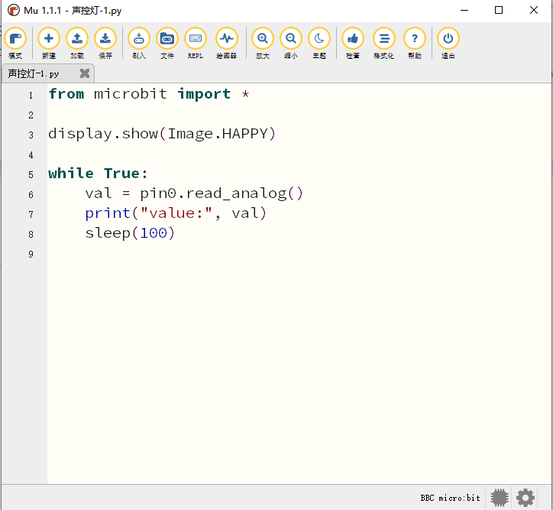 Mu 1.1.1 - 声控灯-1.py
模式 新建 加载 保存 刷入 文件 REPL 绘图器 放大 缩小 主题 检查 格式化 帮助 退出
声控灯-1.py
1 from microbit import *
2
3 display.show(Image.HAPPY)
4
5 while True:
6 val = pin0.read_analog()
7 print("value:", val)
8 sleep(100)
9
BBC micro:bit